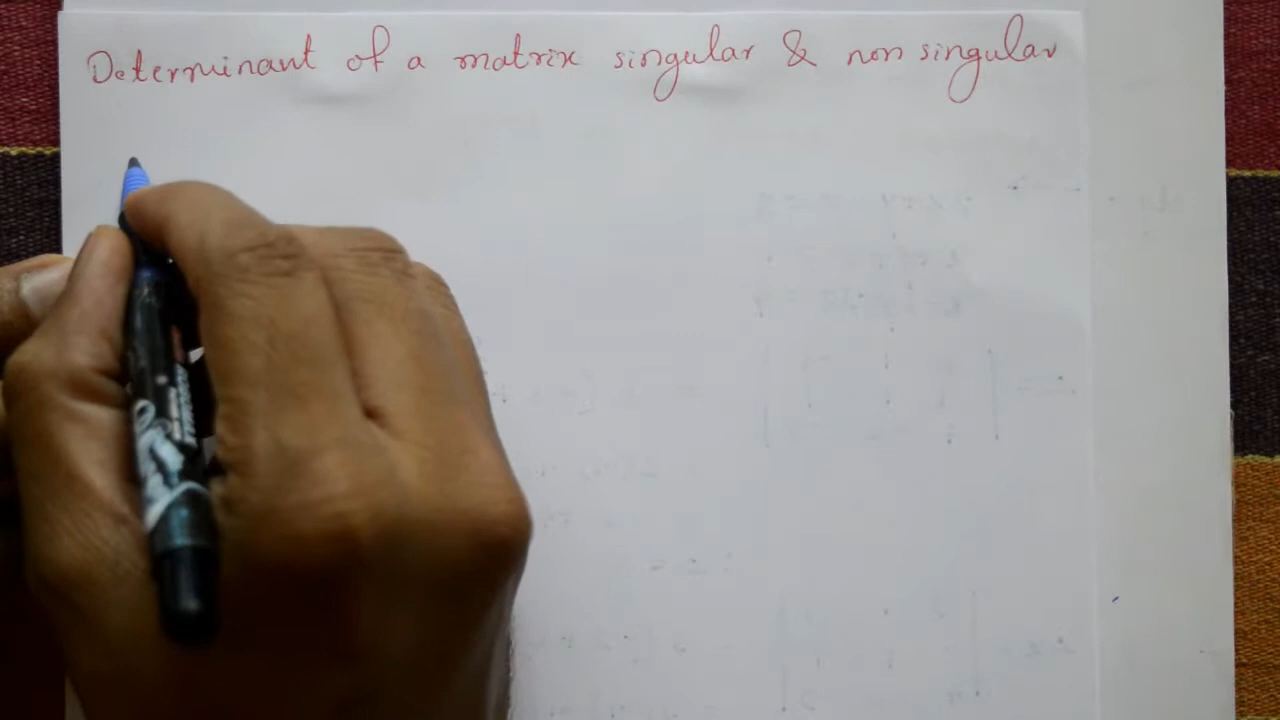 Determinant of a matrix singular & non singular